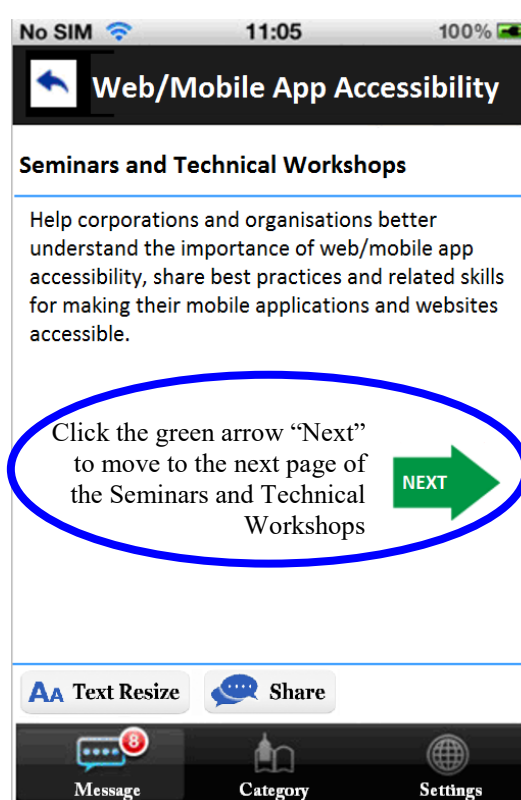 No SIM 11:05 100%
Web/Mobile App Accessibility
Seminars and Technical Workshops
Help corporations and organisations better
understand the importance of web/mobile app
accessibility, share best practices and related skills
for making their mobile applications and websites
accessible.
Click the green arrow “Next”
to move to the next page of
the Seminars and Technical
Workshops
NEXT
AA Text Resize Share
8
Message Category Settings